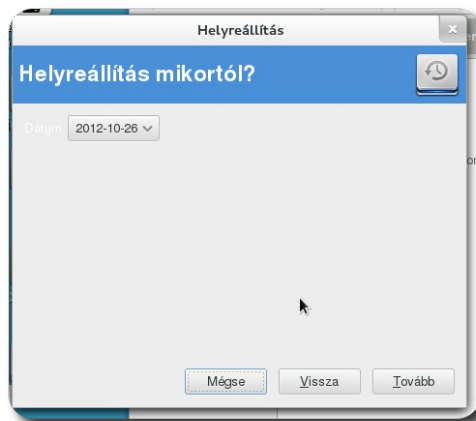 Helyreállítás
Helyreállítás mikortól?
Dátum 2012-10-26
Mégse Vissza Tovább